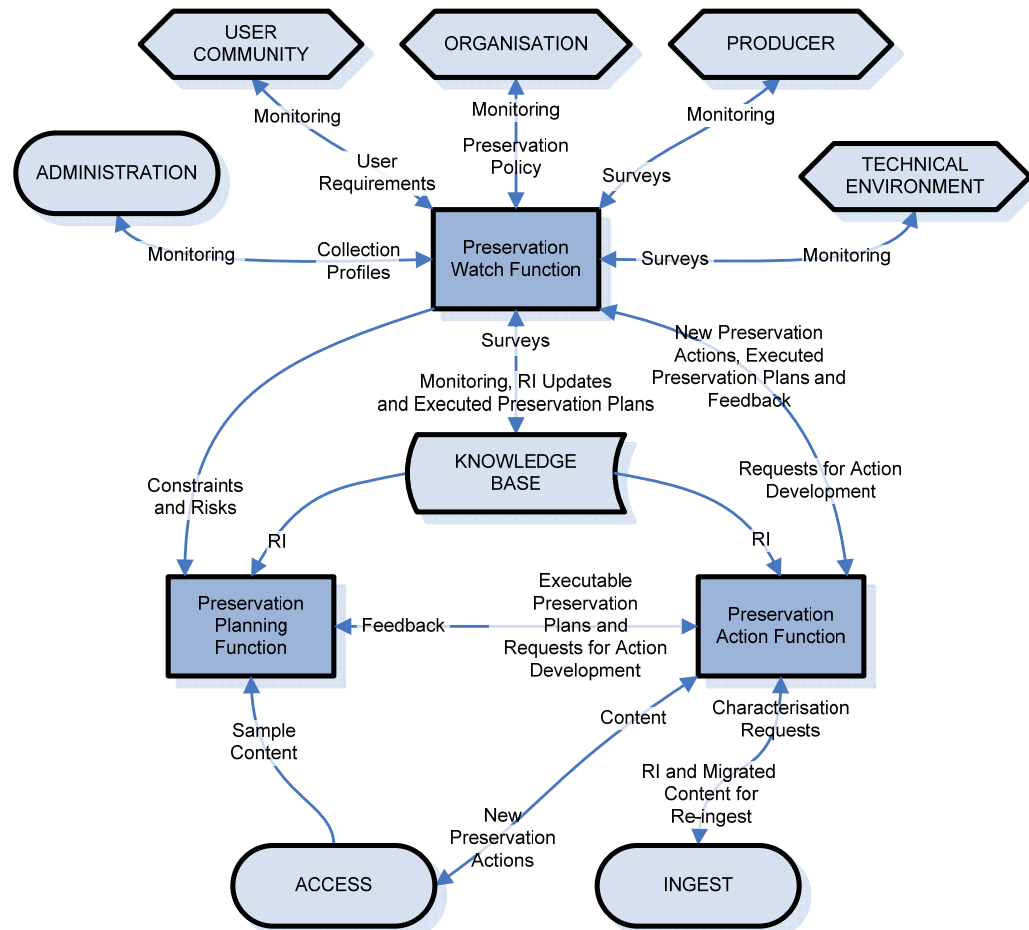 USER
COMMUNITY
ORGANISATION
PRODUCER
Monitoring
Monitoring
Monitoring
ADMINISTRATION
User
Requirements
Preservation
Policy
Surveys
TECHNICAL
ENVIRONMENT
Monitoring
Collection
Profiles
Preservation
Watch Function
Surveys
Monitoring
Surveys
Monitoring, RI Updates
and Executed Preservation Plans
New Preservation
Actions, Executed
Preservation Plans and
Feedback
KNOWLEDGE
BASE
Constraints
and Risks
Requests for Action
Development
RI
RI
Preservation
Planning
Function
Feedback
Executable
Preservation
Plans and
Requests for Action
Development
Preservation
Action Function
Sample
Content
Content
Characterisation
Requests
New
Preservation
Actions
RI and Migrated
Content for
Re-ingest
ACCESS
INGEST